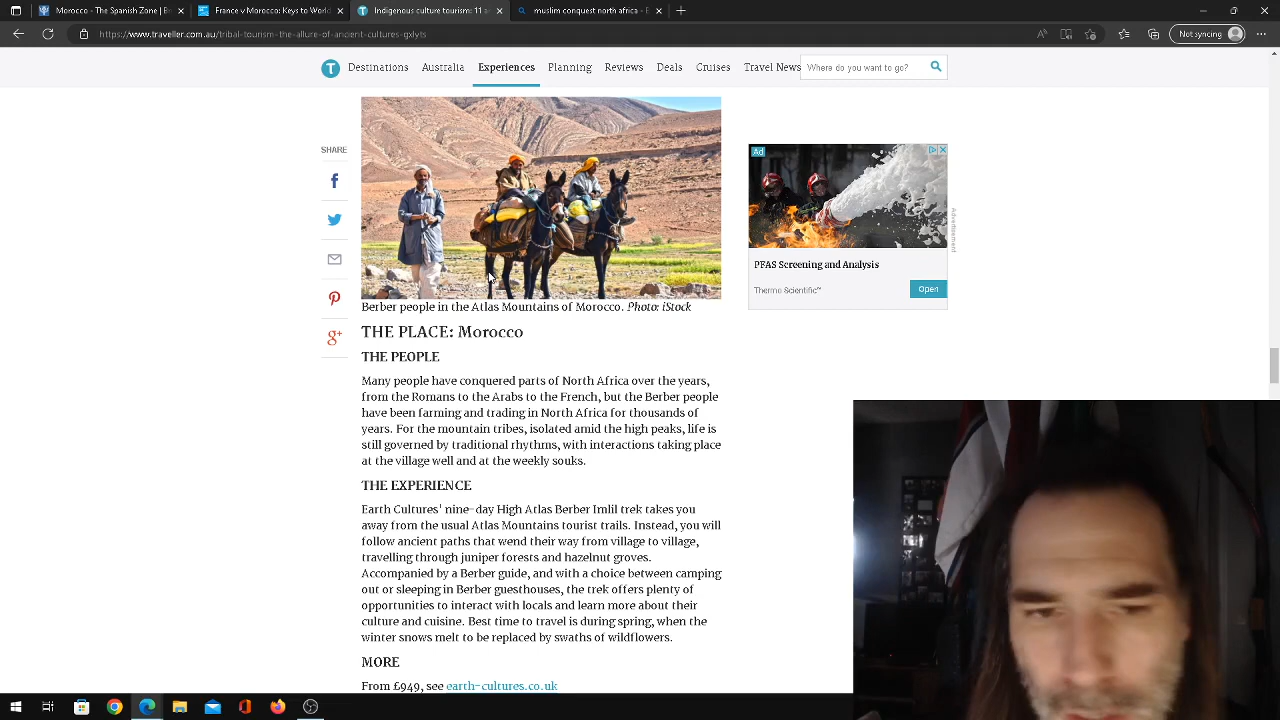 Morocco - The Spanish Zone | B
France v Morocco: Keys to World
Indigenous culture tourism: 11 a
muslim conquest north africa -
https://www.traveller.com.au/tribal-tourism-the-allure-of-ancient-cultures-gxlyts
Not syncing
T
Destinations
Australia
Experiences
Planning
Reviews
Deals
Cruises
Travel News
Where do you want to go?
SHARE
Berber people in the Atlas Mountains of Morocco. Photo: iStock
THE PLACE: Morocco
THE PEOPLE
Many people have conquered parts of North Africa over the years,
from the Romans to the Arabs to the French, but the Berber people
have been farming and trading in North Africa for thousands of
years. For the mountain tribes, isolated amid the high peaks, life is
still governed by traditional rhythms, with interactions taking place
at the village well and at the weekly souks.
THE EXPERIENCE
Earth Cultures' nine-day High Atlas Berber Imlil trek takes you
away from the usual Atlas Mountains tourist trails. Instead, you will
follow ancient paths that wend their way from village to village,
travelling through juniper forests and hazelnut groves.
Accompanied by a Berber guide, and with a choice between camping
out or sleeping in Berber guesthouses, the trek offers plenty of
opportunities to interact with locals and learn more about their
culture and cuisine. Best time to travel is during spring, when the
winter snows melt to be replaced by swaths of wildflowers.
MORE
From £949, see earth-cultures.co.uk
Ad
PFAS Screening and Analysis
Thermo Scientific™
Open
Advertisement